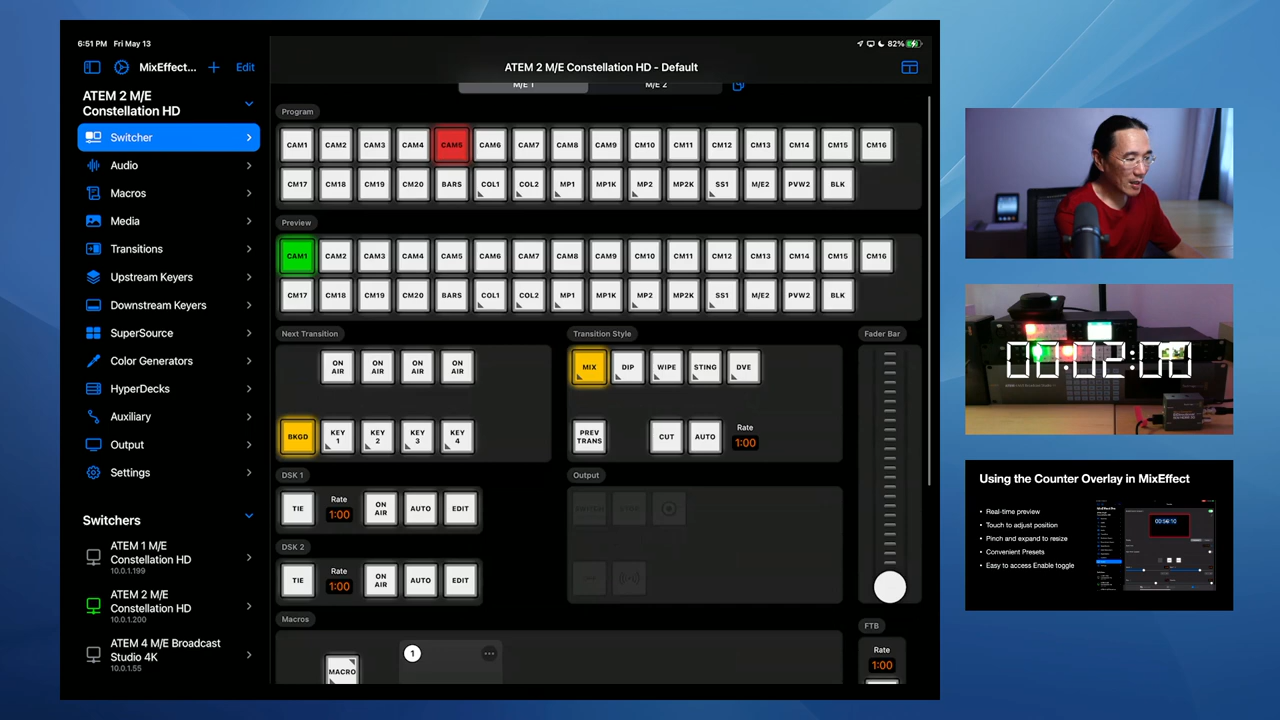 6:51 PM Fri May 13
82%
MixEffect... + Edit
ATEM 2 M/E Constellation HD - Default
ATEM 2 M/E
Constellation HD
Switcher
Audio
Macros
Media
Transitions
Upstream Keyers
Downstream Keyers
SuperSource
Color Generators
HyperDecks
Auxiliary
Output
Settings
Switchers
ATEM 1 M/E
Constellation HD
10.0.1.199
ATEM 2 M/E
Constellation HD
10.0.1.200
ATEM 4 M/E Broadcast
Studio 4K
10.0.1.55
M/E 1 M/E 2
Program
CAM1 CAM2 CAM3 CAM4 CAM5 CAM6 CAM7 CAM8 CAM9 CM10 CM11 CM12 CM13 CM14 CM15 CM16
CM17 CM18 CM19 CM20 BARS COL1 COL2 MP1 MP1K MP2 MP2K SS1 M/E2 PVW2 BLK
Preview
CAM1 CAM2 CAM3 CAM4 CAM5 CAM6 CAM7 CAM8 CAM9 CM10 CM11 CM12 CM13 CM14 CM15 CM16
CM17 CM18 CM19 CM20 BARS COL1 COL2 MP1 MP1K MP2 MP2K SS1 M/E2 PVW2 BLK
Next Transition
ON AIR ON AIR ON AIR ON AIR
BKGD KEY 1 KEY 2 KEY 3 KEY 4
Transition Style
MIX DIP WIPE STING DVE
PREV TRANS CUT AUTO Rate 1:00
Fader Bar
DSK 1
TIE Rate 1:00 ON AIR AUTO EDIT
DSK 2
TIE Rate 1:00 ON AIR AUTO EDIT
Output
Macros
MACRO 1
FTB
Rate
1:00
00:02:00
Using the Counter Overlay in MixEffect
• Real-time preview
• Touch to adjust position
• Pinch and expand to resize
• Convenient Presets
• Easy to access Enable toggle
00:56:10